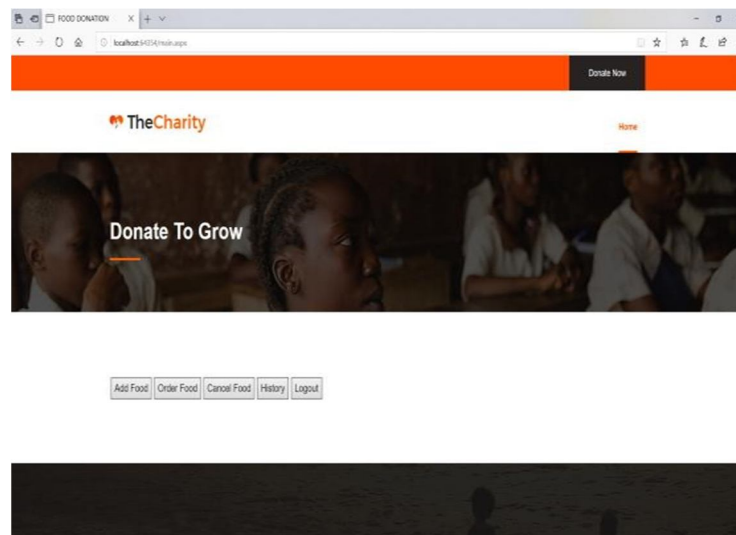 FOOD DONATION
localhost:54354/main.aspx
Donate Now
TheCharity
Home
Donate To Grow
Add Food Order Food Cancel Food History Logout